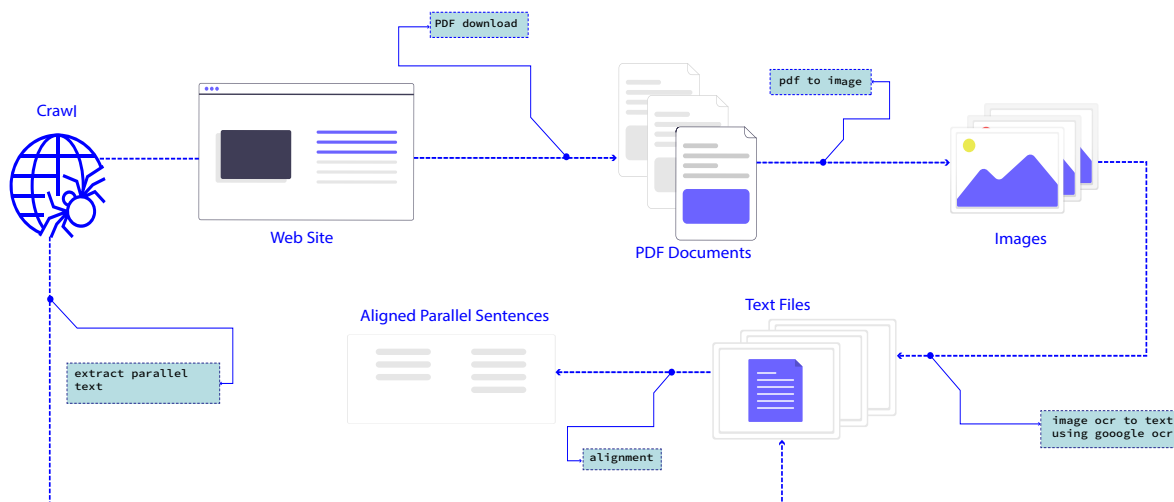 PDF download
pdf to image
Crawl
Web Site
PDF Documents
Images
Text Files
Aligned Parallel Sentences
extract parallel
text
image ocr to text
using gooogle ocr
alignment